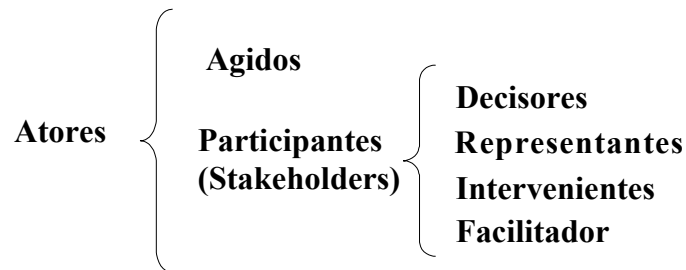 Atores
Agidos
Participantes
(Stakeholders)
Decisores
Representantes
Intervenientes
Facilitador